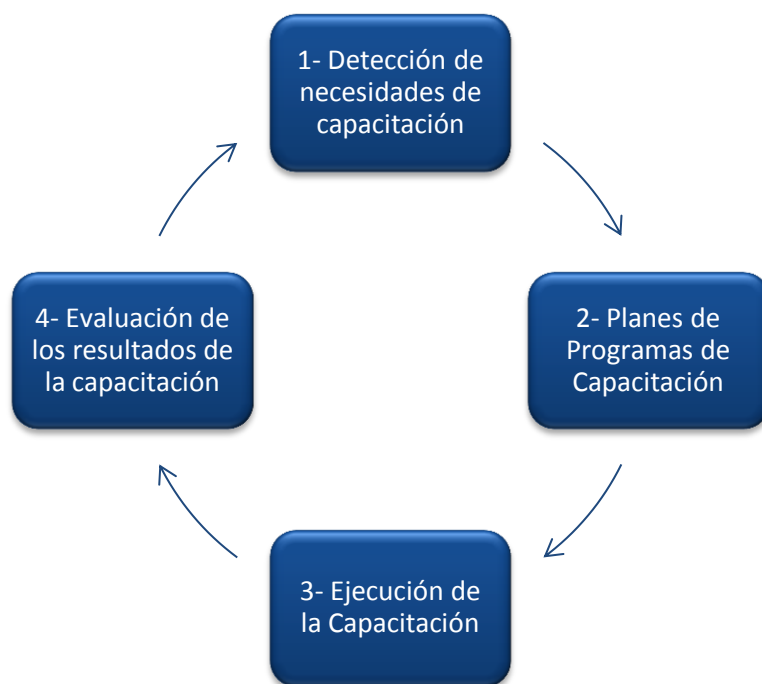 1- Detección de
necesidades de
capacitación
2- Planes de
Programas de
Capacitación
3- Ejecución de
la Capacitación
4- Evaluación de
los resultados de
la capacitación